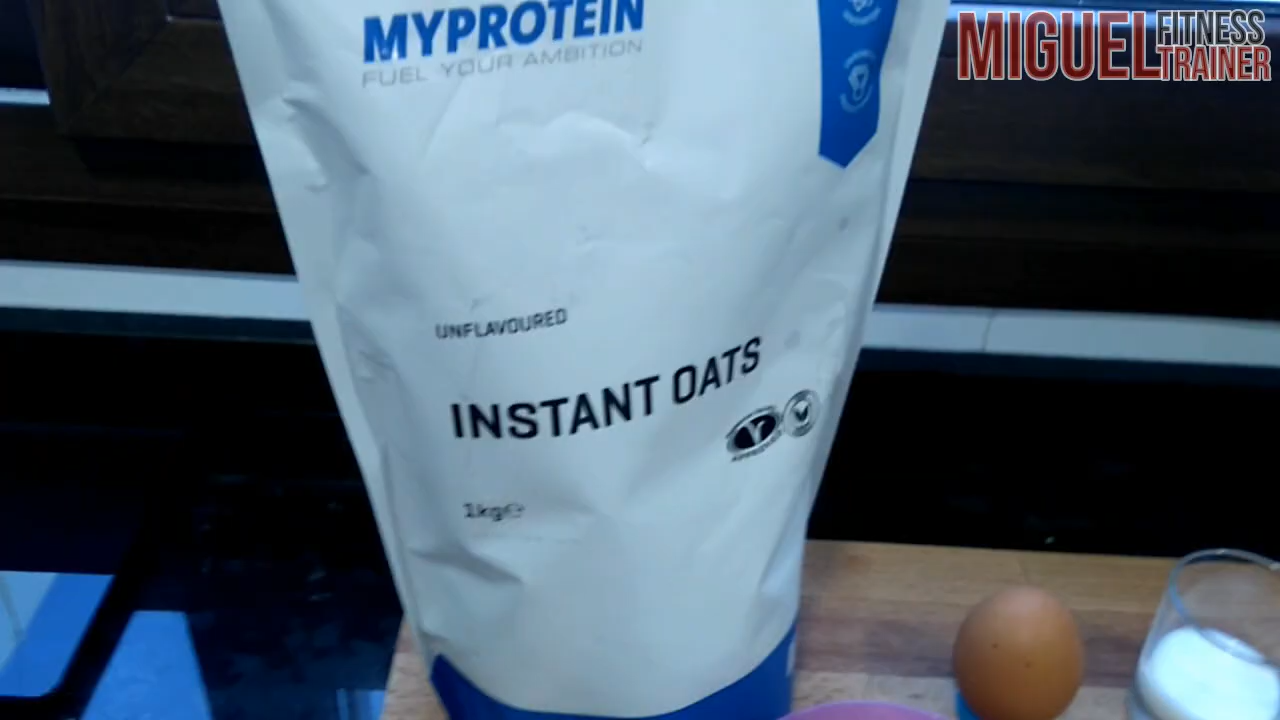 MYPROTEIN
FUEL YOUR AMBITION
MIGUEL FITNESS TRAINER
UNFLAVOURED
INSTANT OATS
1kg℮